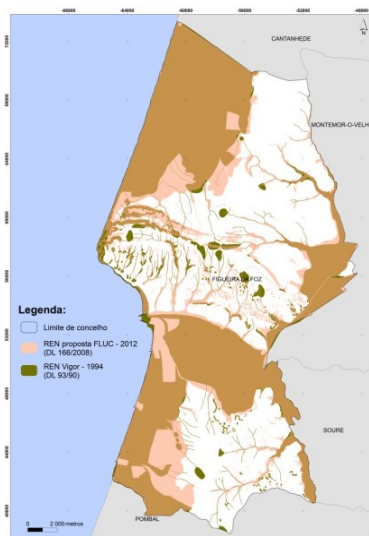 CANTANHEDE
N
MONTEMOR-O-VELH
FIGUEIRA DA FOZ
Legenda:
Limite de concelho
REN proposta FLUC - 2012
(DL 166/2008)
REN Vigor - 1994
(DL 93/90)
SOURE
0 2 000 metros
POMBAL